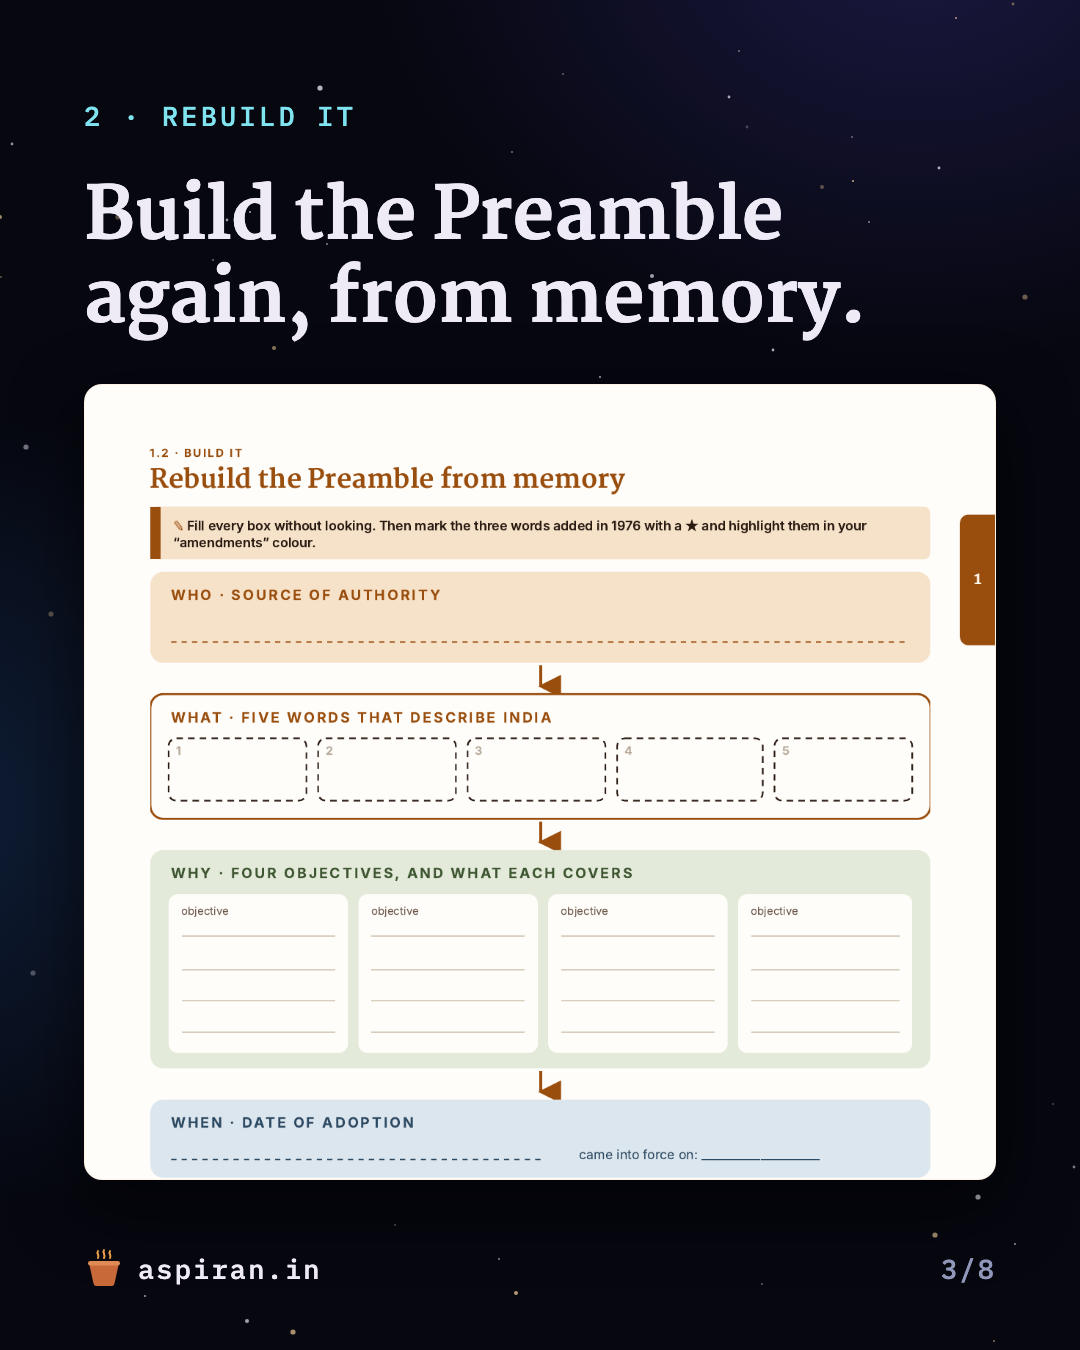 2 · REBUILD IT
Build the Preamble
again, from memory.
1.2 · BUILD IT
Rebuild the Preamble from memory
✎ Fill every box without looking. Then mark the three words added in 1976 with a ★ and highlight them in your
“amendments” colour.
1
WHO · SOURCE OF AUTHORITY
WHAT · FIVE WORDS THAT DESCRIBE INDIA
1 2 3 4 5
WHY · FOUR OBJECTIVES, AND WHAT EACH COVERS
objective objective objective objective
WHEN · DATE OF ADOPTION
came into force on: ____________________
aspiran.in
3/8